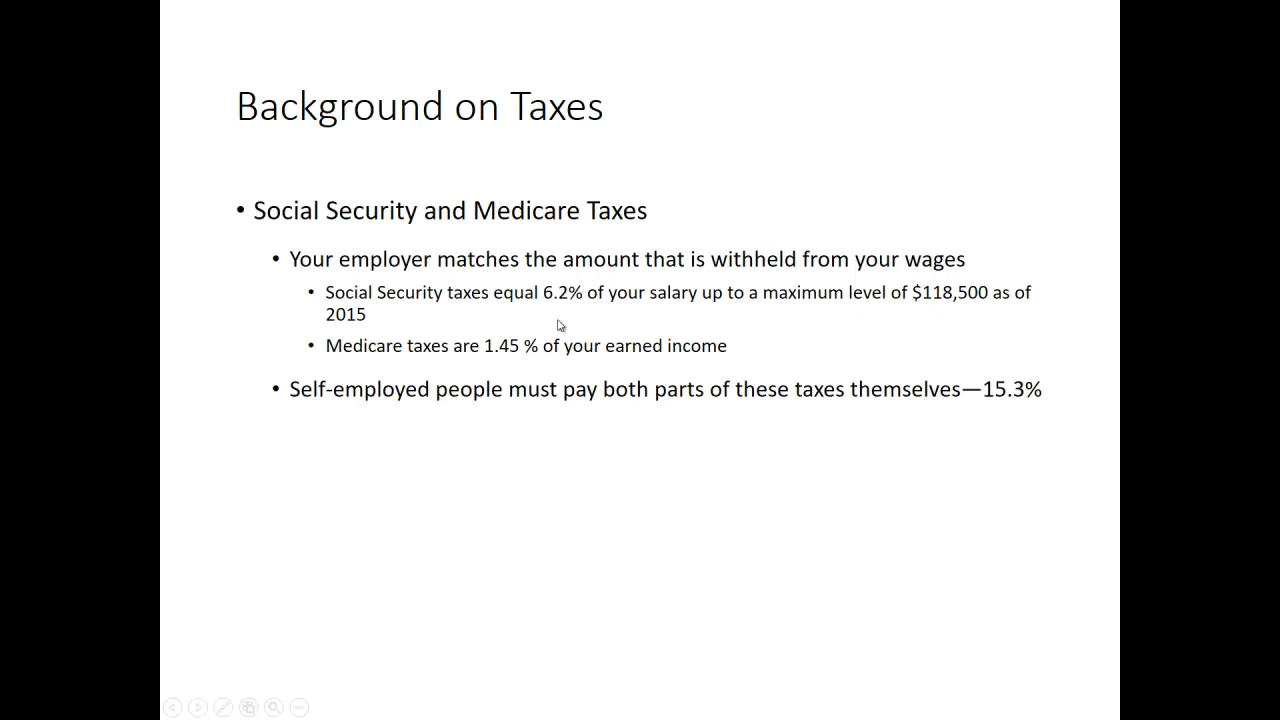 Background on Taxes
• Social Security and Medicare Taxes
• Your employer matches the amount that is withheld from your wages
• Social Security taxes equal 6.2% of your salary up to a maximum level of $118,500 as of
2015
• Medicare taxes are 1.45 % of your earned income
• Self-employed people must pay both parts of these taxes themselves—15.3%